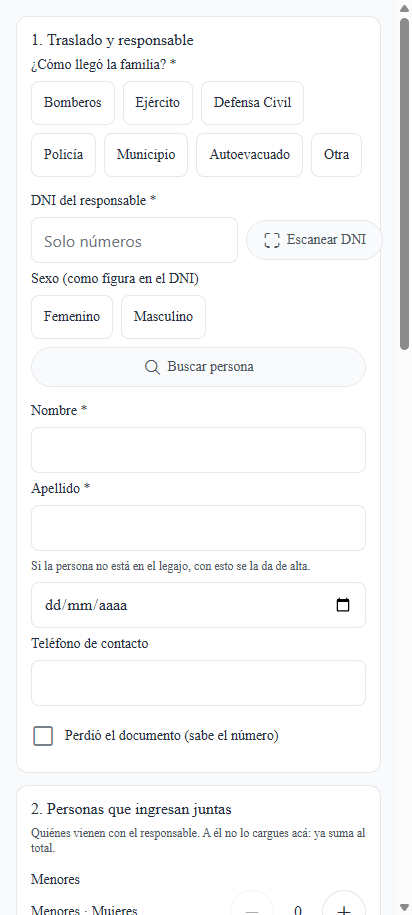 1. Traslado y responsable
¿Cómo llegó la familia? *
Bomberos
Ejército
Defensa Civil
Policía
Municipio
Autoevacuado
Otra
DNI del responsable *
Solo números
Escanear DNI
Sexo (como figura en el DNI)
Femenino
Masculino
Buscar persona
Nombre *
Apellido *
Si la persona no está en el legajo, con esto se la da de alta.
dd/mm/aaaa
Teléfono de contacto
Perdió el documento (sabe el número)
2. Personas que ingresan juntas
Quiénes vienen con el responsable. A él no lo cargues acá: ya suma al
total.
Menores
Menores · Mujeres
— 0 +